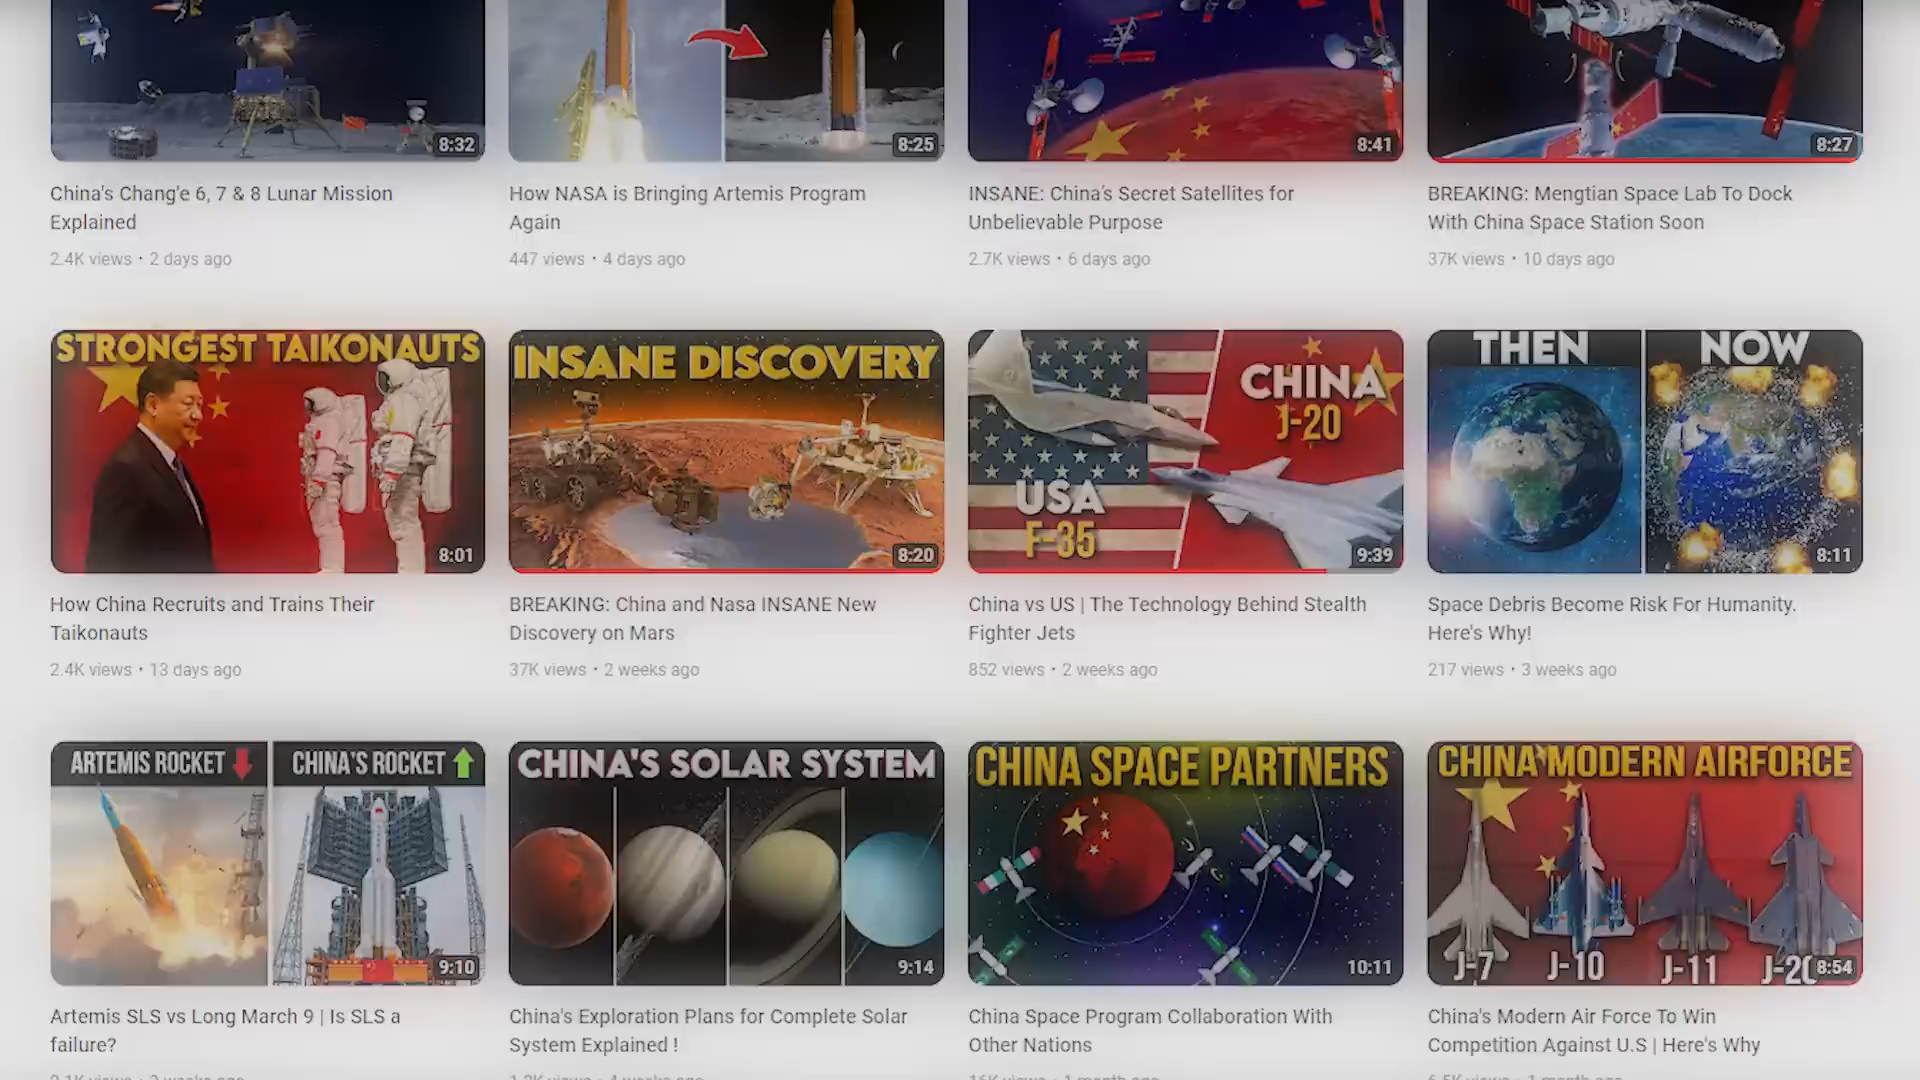 8:32
8:25
8:41
8:27
China's Chang'e 6, 7 & 8 Lunar Mission
Explained
2.4K views • 2 days ago
How NASA is Bringing Artemis Program
Again
447 views • 4 days ago
INSANE: China's Secret Satellites for
Unbelievable Purpose
2.7K views • 6 days ago
BREAKING: Mengtian Space Lab To Dock
With China Space Station Soon
37K views • 10 days ago
STRONGEST TAIKONAUTS
8:01
INSANE DISCOVERY
8:20
CHINA
J-20
USA
F-35
9:39
THEN
NOW
8:11
How China Recruits and Trains Their
Taikonauts
2.4K views • 13 days ago
BREAKING: China and Nasa INSANE New
Discovery on Mars
37K views • 2 weeks ago
China vs US | The Technology Behind Stealth
Fighter Jets
852 views • 2 weeks ago
Space Debris Become Risk For Humanity.
Here's Why!
217 views • 3 weeks ago
ARTEMIS ROCKET
CHINA'S ROCKET
9:10
CHINA'S SOLAR SYSTEM
9:14
CHINA SPACE PARTNERS
10:11
CHINA MODERN AIRFORCE
J-7
J-10
J-11
J-20
8:54
Artemis SLS vs Long March 9 | Is SLS a
failure?
China's Exploration Plans for Complete Solar
System Explained !
China Space Program Collaboration With
Other Nations
China's Modern Air Force To Win
Competition Against U.S | Here's Why